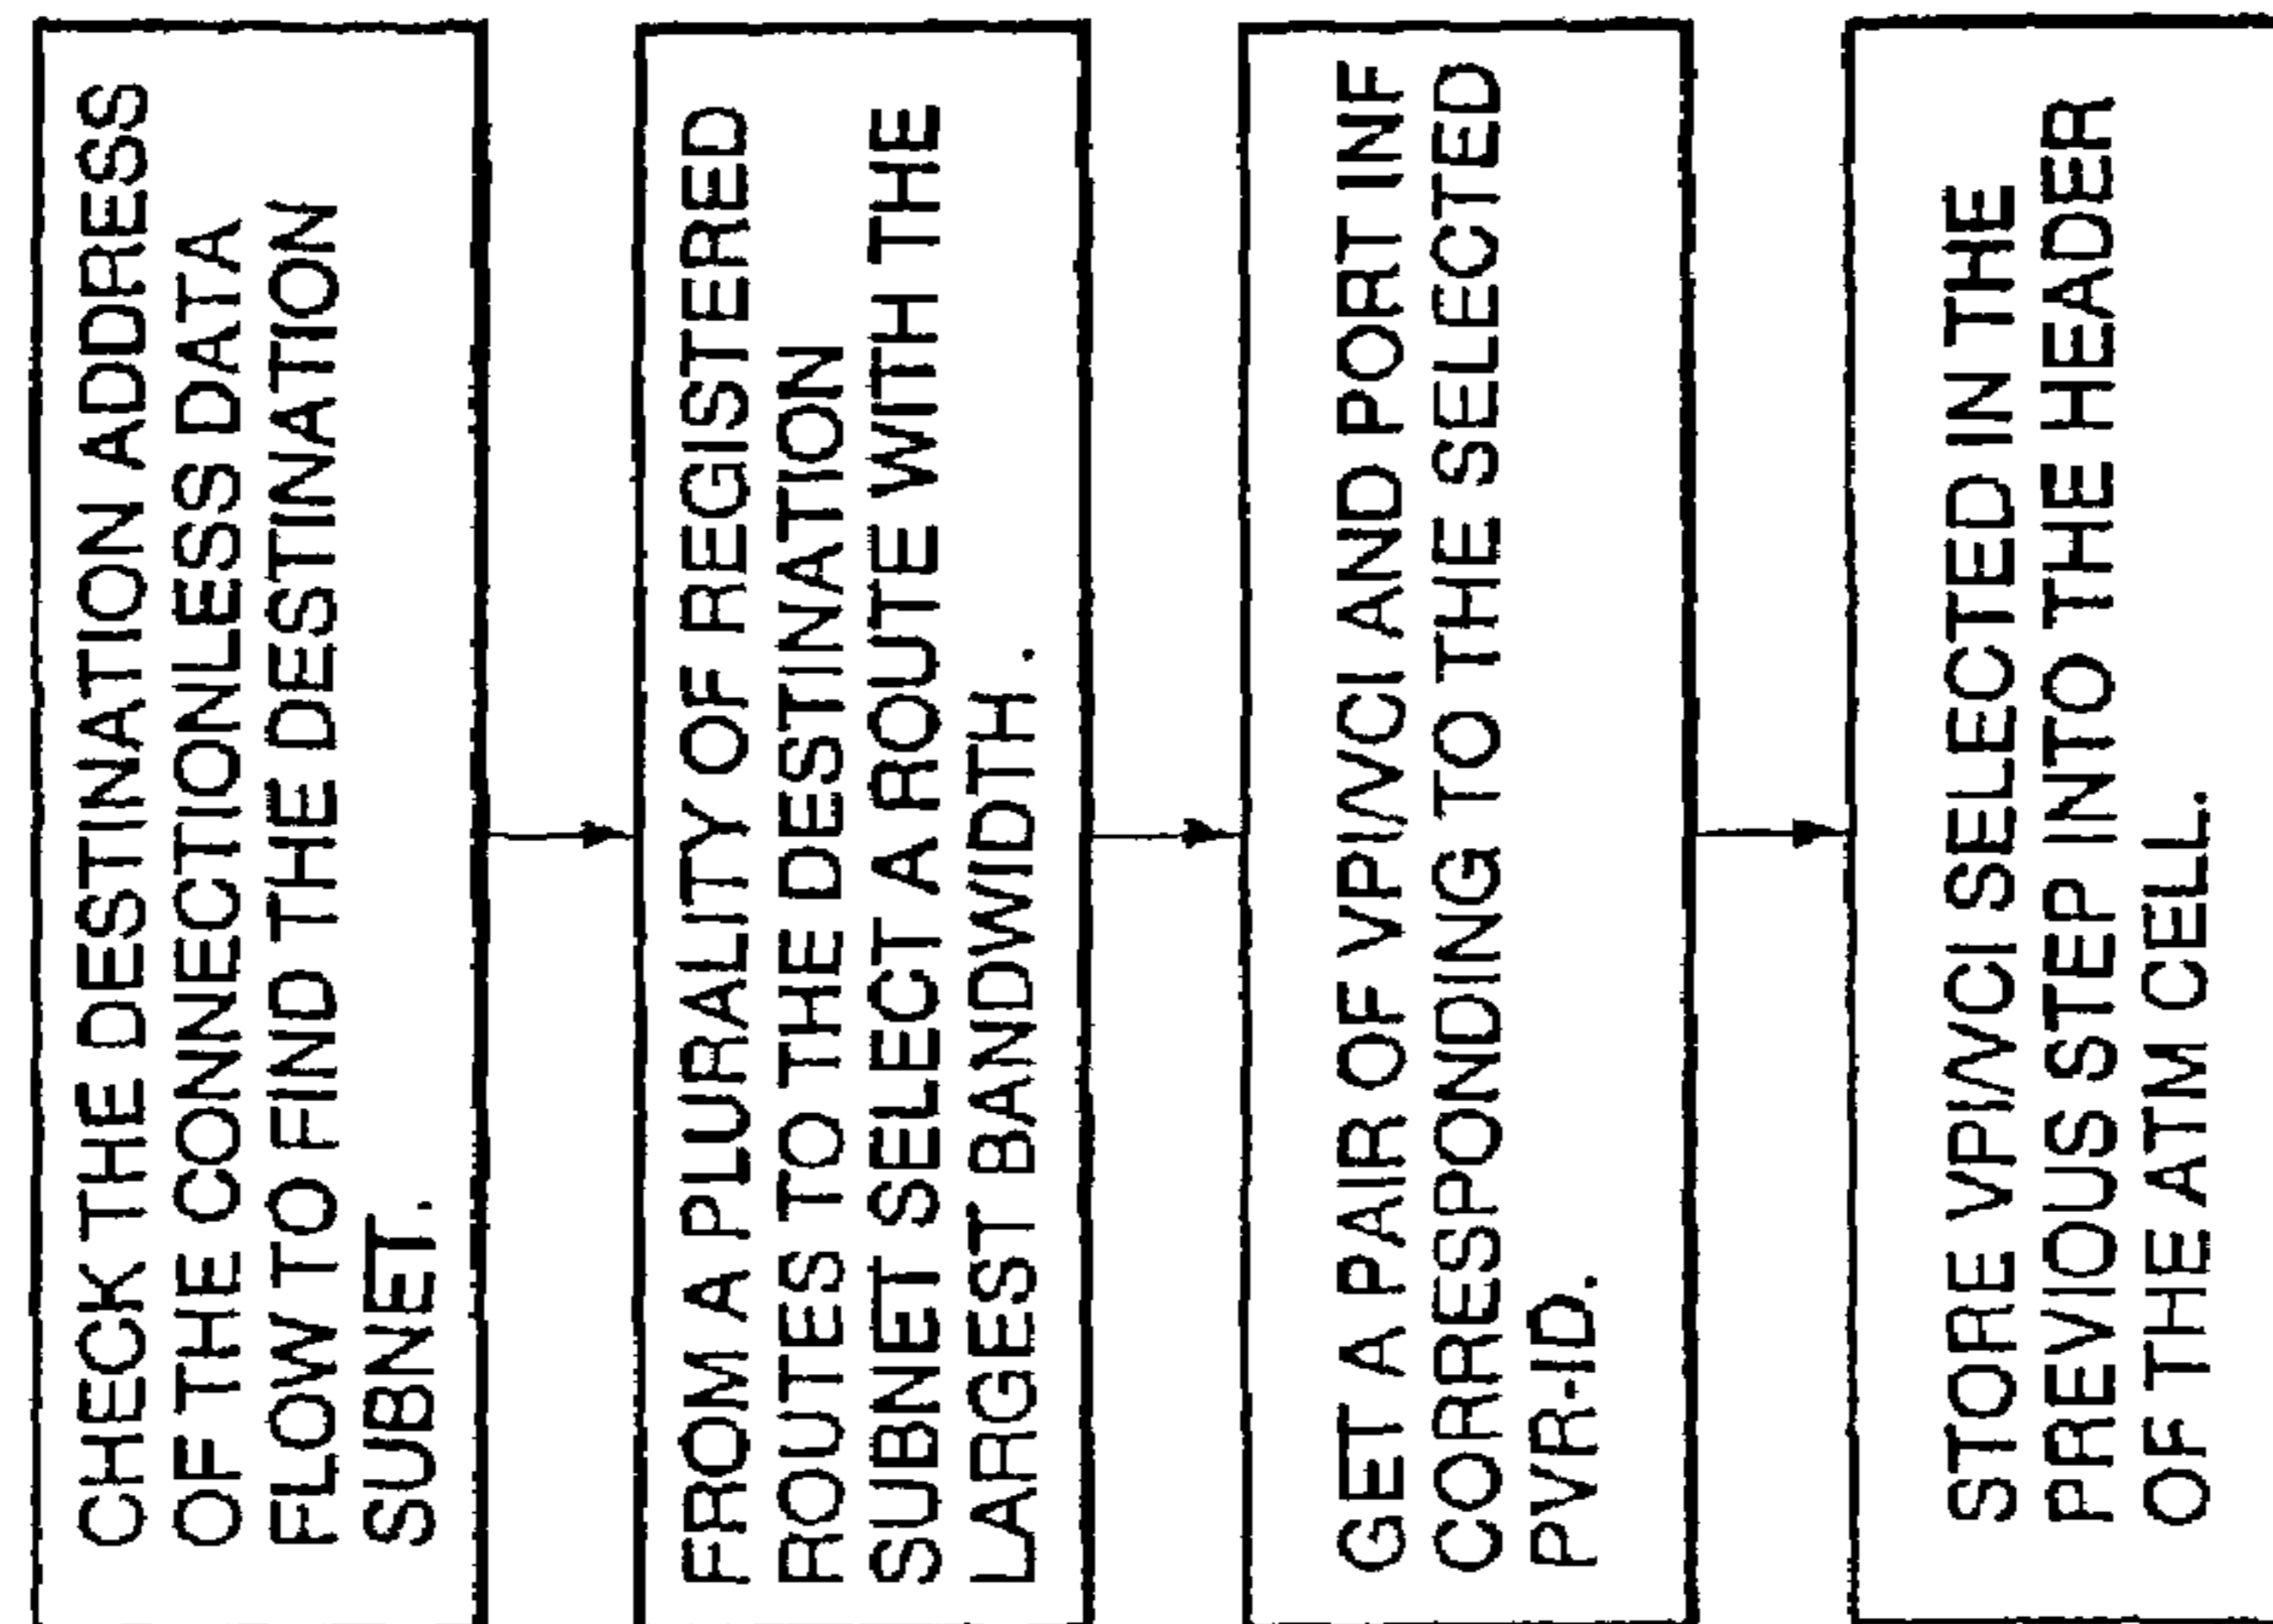 CHECK THE DESTINATION ADDRESS
OF THE CONNECTIONLESS DATA
FLOW TO FIND THE DESTINATION
SUBNET.
FROM A PLURALITY OF REGISTERED
ROUTES TO THE DESTINATION
SUBNET SELECT A ROUTE WITH THE
LARGEST BANDWIDTH.
GET A PAIR OF VPI/VCI AND PORT INF
CORRESPONDING TO THE SELECTED
PVR-ID.
STORE VPI/VCI SELECTED IN THE
PREVIOUS STEP INTO THE HEADER
OF THE ATM CELL.